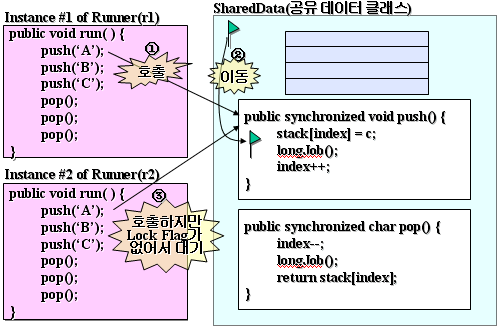 Instance #1 of Runner(r1)
public void run( ) {
push(‘A’);
push(‘B’);
push(‘C’);
pop();
pop();
pop();
}
①
호출
Instance #2 of Runner(r2)
public void run( ) {
push(‘A’);
push(‘B’);
push(‘C’);
pop();
pop();
pop();
}
③
호출하지만
Lock Flag가
없어서 대기
SharedData(공유 데이터 클래스)
②
이동
public synchronized void push() {
stack[index] = c;
longJob();
index++;
}
public synchronized char pop() {
index--;
longJob();
return stack[index];
}